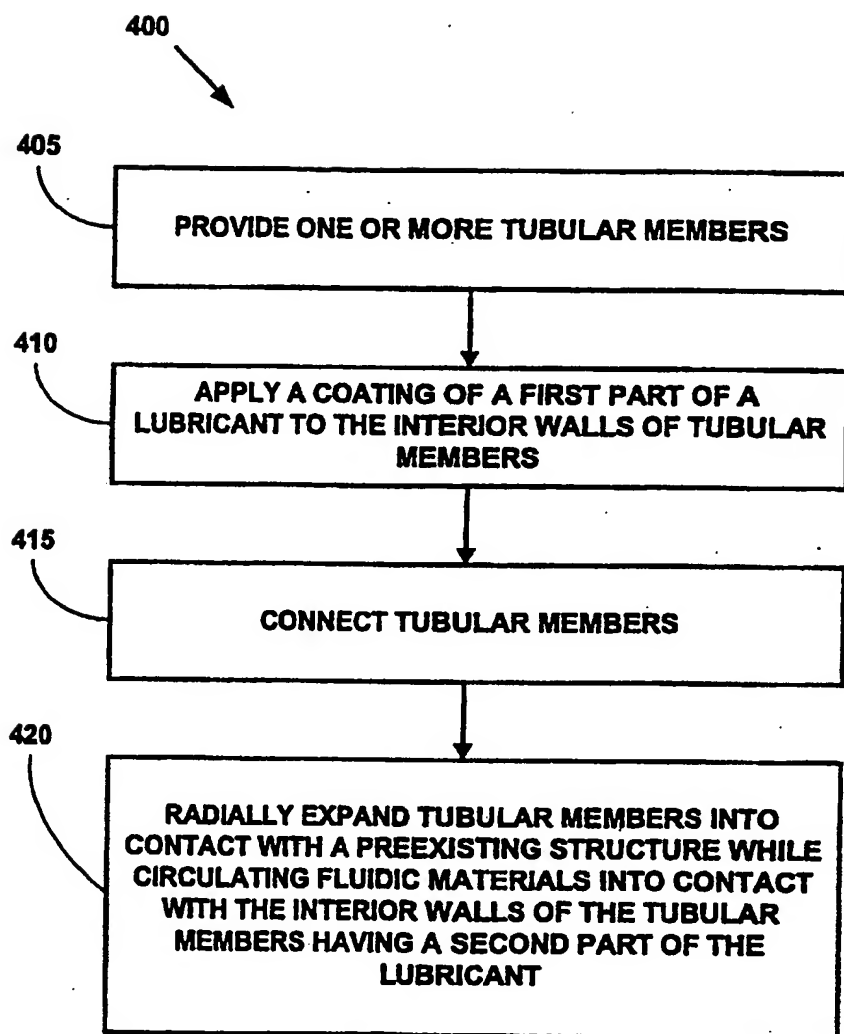 400
405
PROVIDE ONE OR MORE TUBULAR MEMBERS
410
APPLY A COATING OF A FIRST PART OF A
LUBRICANT TO THE INTERIOR WALLS OF TUBULAR
MEMBERS
415
CONNECT TUBULAR MEMBERS
420
RADIALLY EXPAND TUBULAR MEMBERS INTO
CONTACT WITH A PREEXISTING STRUCTURE WHILE
CIRCULATING FLUIDIC MATERIALS INTO CONTACT
WITH THE INTERIOR WALLS OF THE TUBULAR
MEMBERS HAVING A SECOND PART OF THE
LUBRICANT